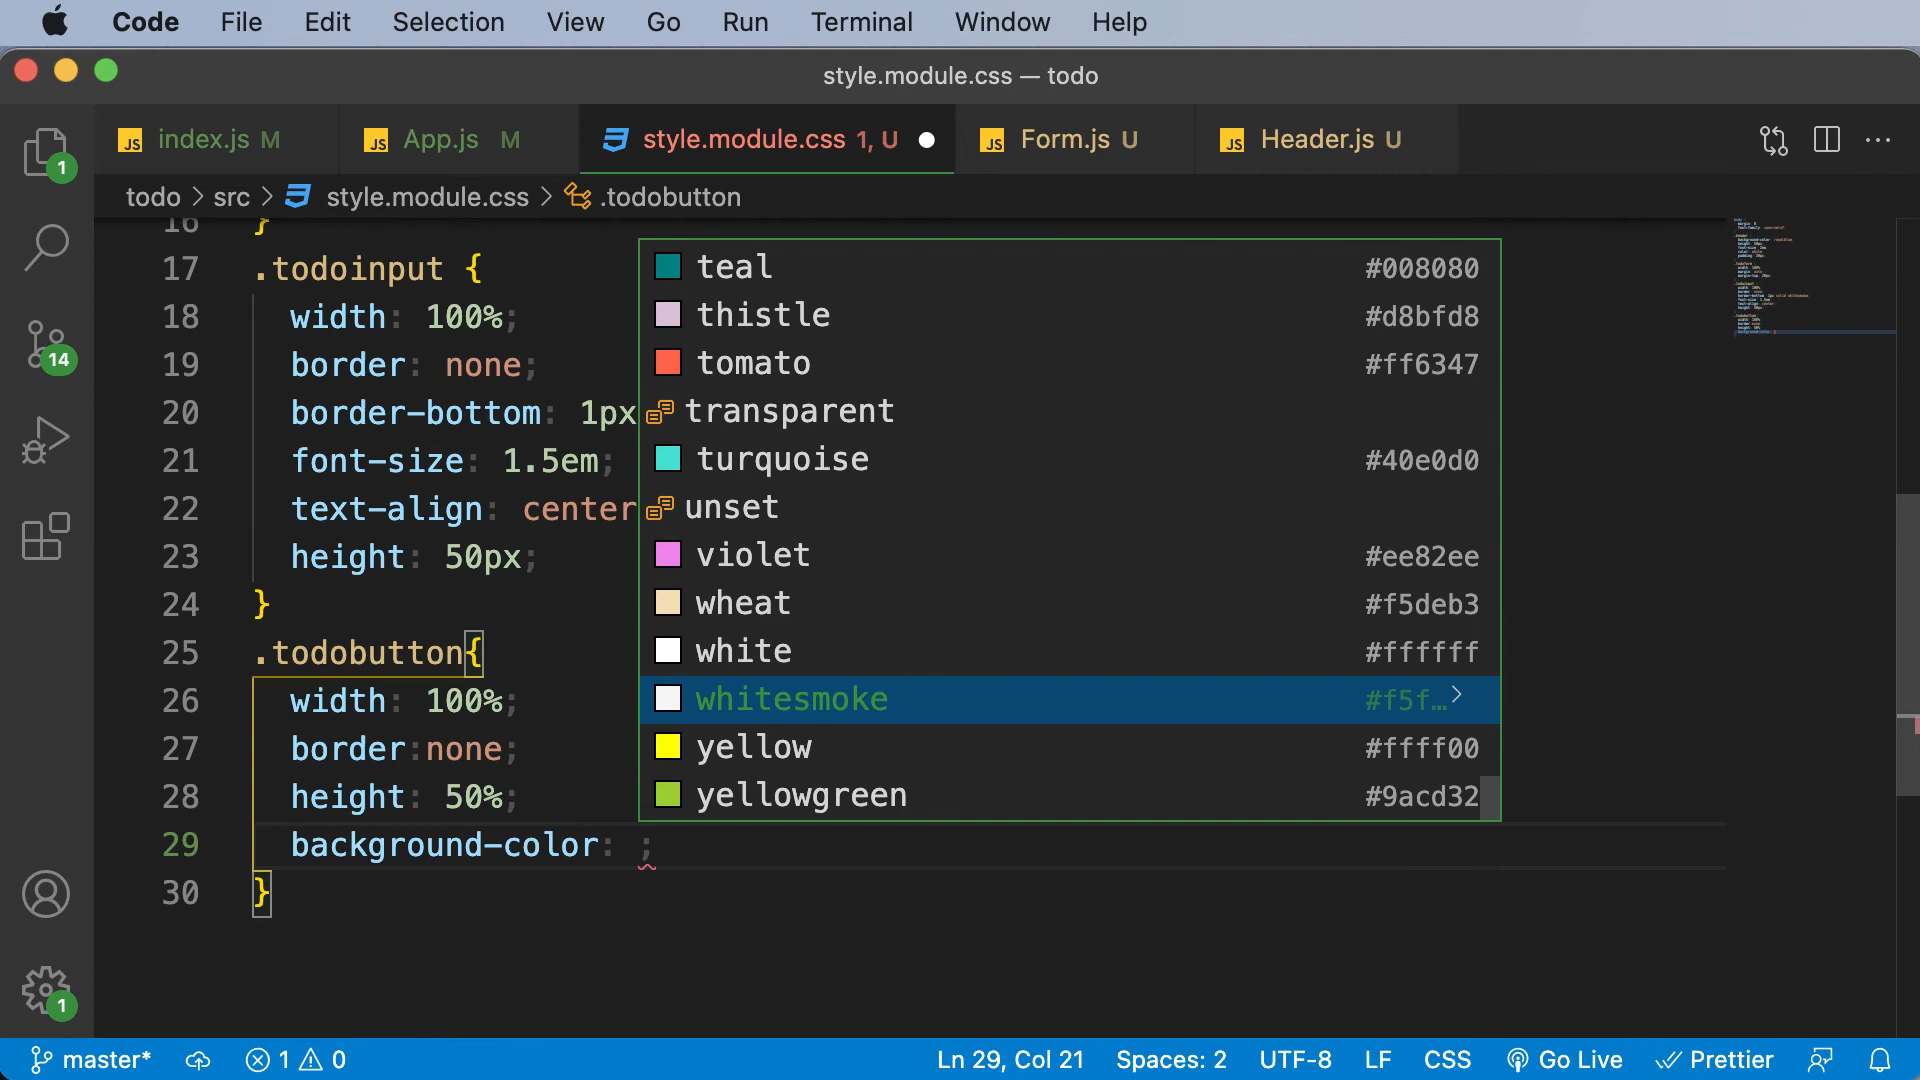 Code File Edit Selection View Go Run Terminal Window Help
style.module.css — todo
JS index.js M JS App.js M style.module.css 1, U JS Form.js U JS Header.js U
1
todo > src > style.module.css > .todobutton
16 }
17 .todoinput {
18 width: 100%;
19 border: none;
20 border-bottom: 1px
21 font-size: 1.5em;
22 text-align: center
23 height: 50px;
24 }
25 .todobutton{
26 width: 100%;
27 border:none;
28 height: 50%;
29 background-color: ;
30 }
teal #008080
thistle #d8bfd8
tomato #ff6347
transparent
turquoise #40e0d0
unset
violet #ee82ee
wheat #f5deb3
white #ffffff
whitesmoke #f5f…>
yellow #ffff00
yellowgreen #9acd32
14
1
master* 1 0 Ln 29, Col 21 Spaces: 2 UTF-8 LF CSS Go Live Prettier